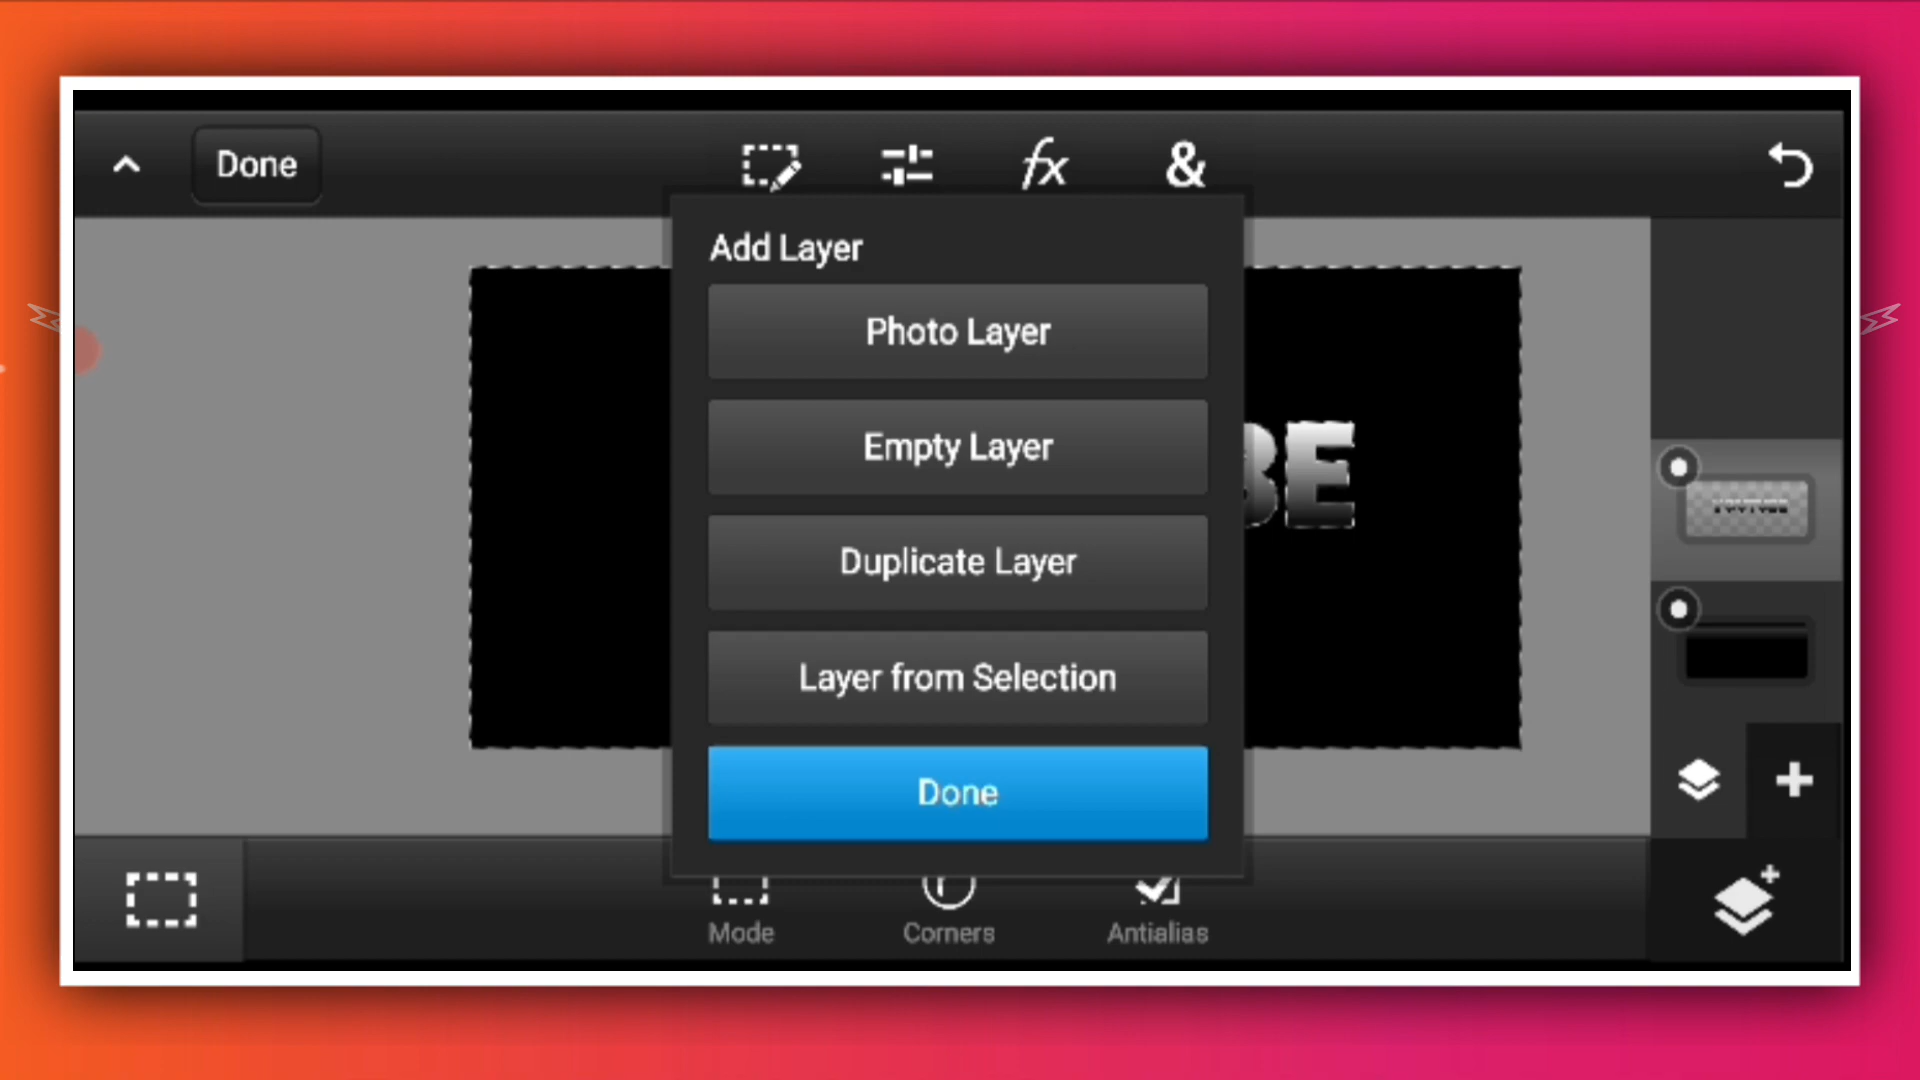 Done
fx
&
Add Layer
Photo Layer
Empty Layer
BE
Duplicate Layer
Layer from Selection
Done
Mode
Corners
Antialias